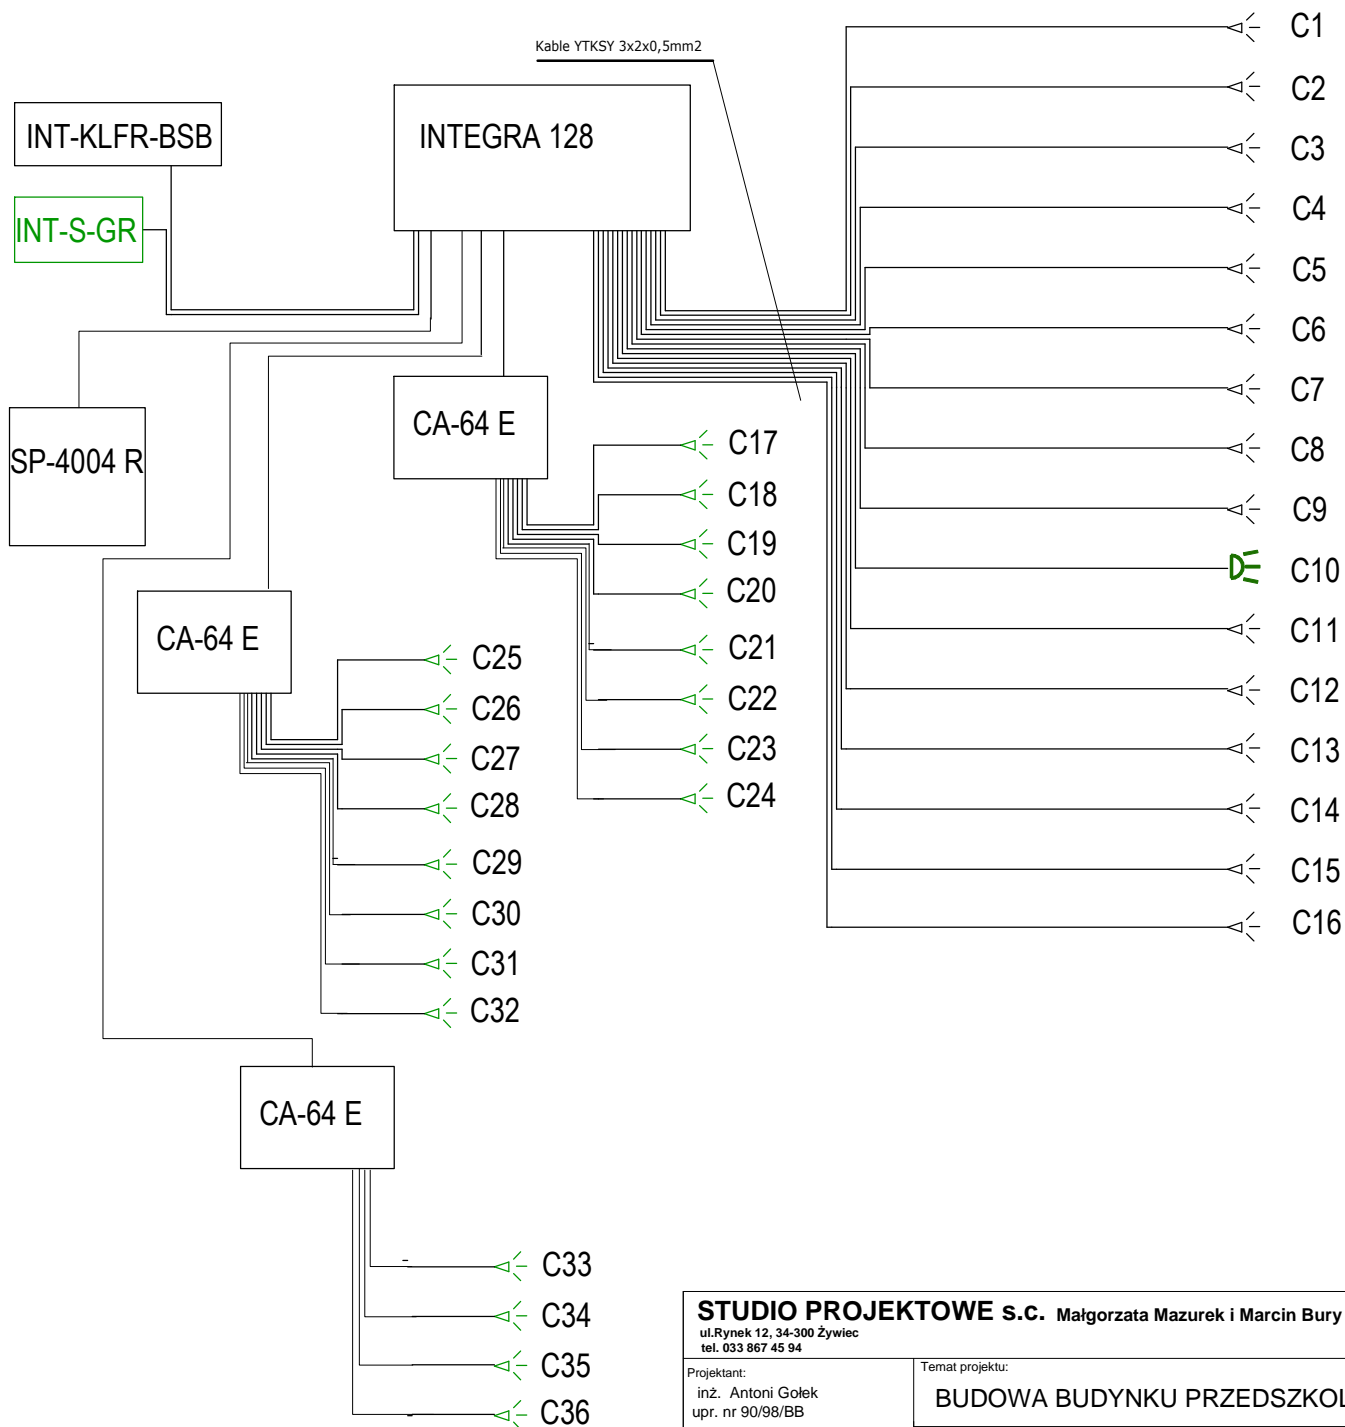 Kable YTKSY 3x2x0,5mm2
INT-KLFR-BSB
INTEGRA 128
INT-S-GR
SP-4004 R
CA-64 E
CA-64 E
CA-64 E
C1
C2
C3
C4
C5
C6
C7
C8
C9
C10
C11
C12
C13
C14
C15
C16
C17
C18
C19
C20
C21
C22
C23
C24
C25
C26
C27
C28
C29
C30
C31
C32
C33
C34
C35
C36
STUDIO PROJEKTOWE s.c. Małgorzata Mazurek i Marcin Bury
ul.Rynek 12, 34-300 Żywiec
tel. 033 867 45 94
Projektant:
inż. Antoni Gołek
upr. nr 90/98/BB
Temat projektu:
BUDOWA BUDYNKU PRZEDSZKOL